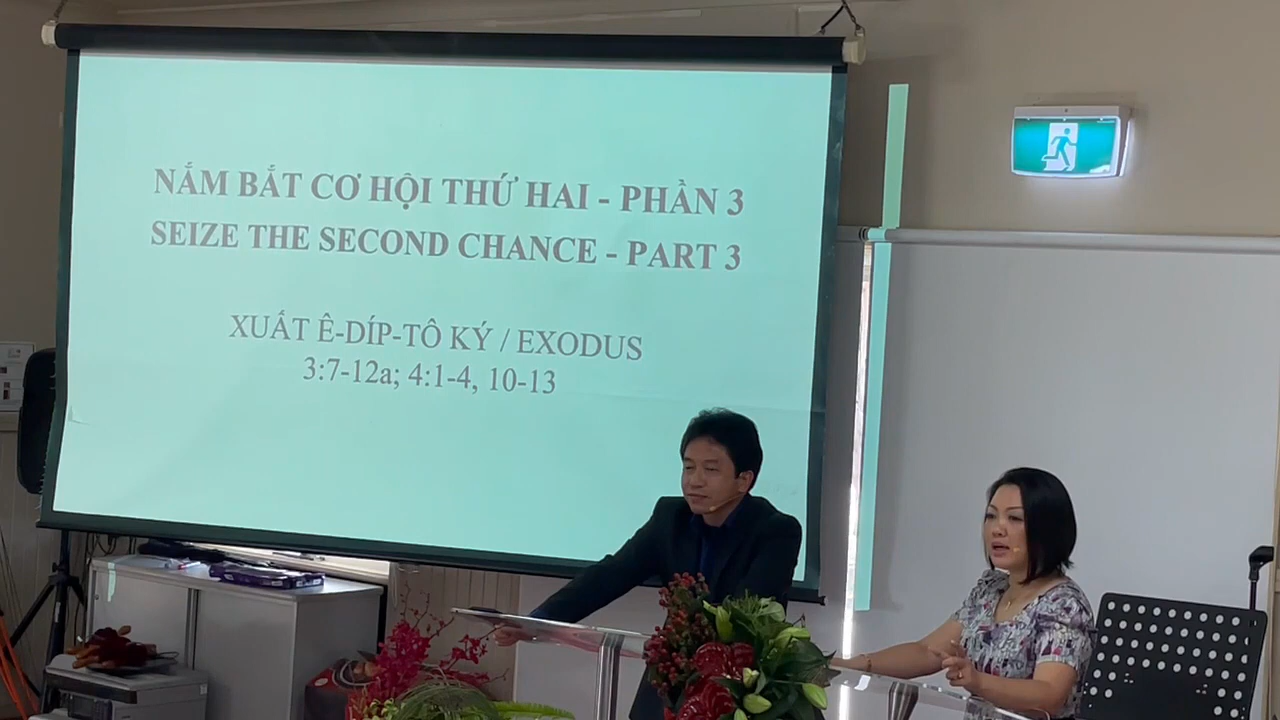 NẮM BẮT CƠ HỘI THỨ HAI - PHẦN 3
SEIZE THE SECOND CHANCE - PART 3
XUẤT Ê-DÍP-TÔ KÝ / EXODUS
3:7-12a; 4:1-4, 10-13